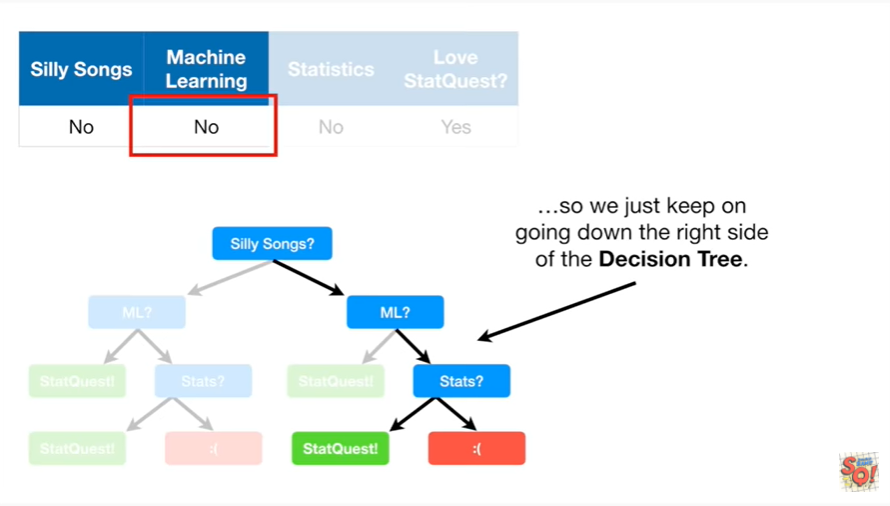 Silly Songs Machine Learning Statistics Love StatQuest?
No No No Yes
…so we just keep on
going down the right side
of the Decision Tree.
Silly Songs?
ML? ML?
StatQuest! Stats? StatQuest! Stats?
StatQuest! :( StatQuest! :(
SQ!